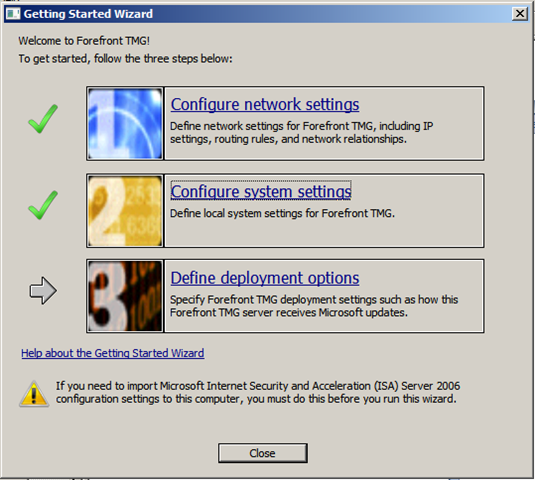 Getting Started Wizard
Welcome to Forefront TMG!
To get started, follow the three steps below:
1
Configure network settings
Define network settings for Forefront TMG, including IP
settings, routing rules, and network relationships.
2
Configure system settings
Define local system settings for Forefront TMG.
3
Define deployment options
Specify Forefront TMG deployment settings such as how this
Forefront TMG server receives Microsoft updates.
Help about the Getting Started Wizard
If you need to import Microsoft Internet Security and Acceleration (ISA) Server 2006
configuration settings to this computer, you must do this before you run this wizard.
Close